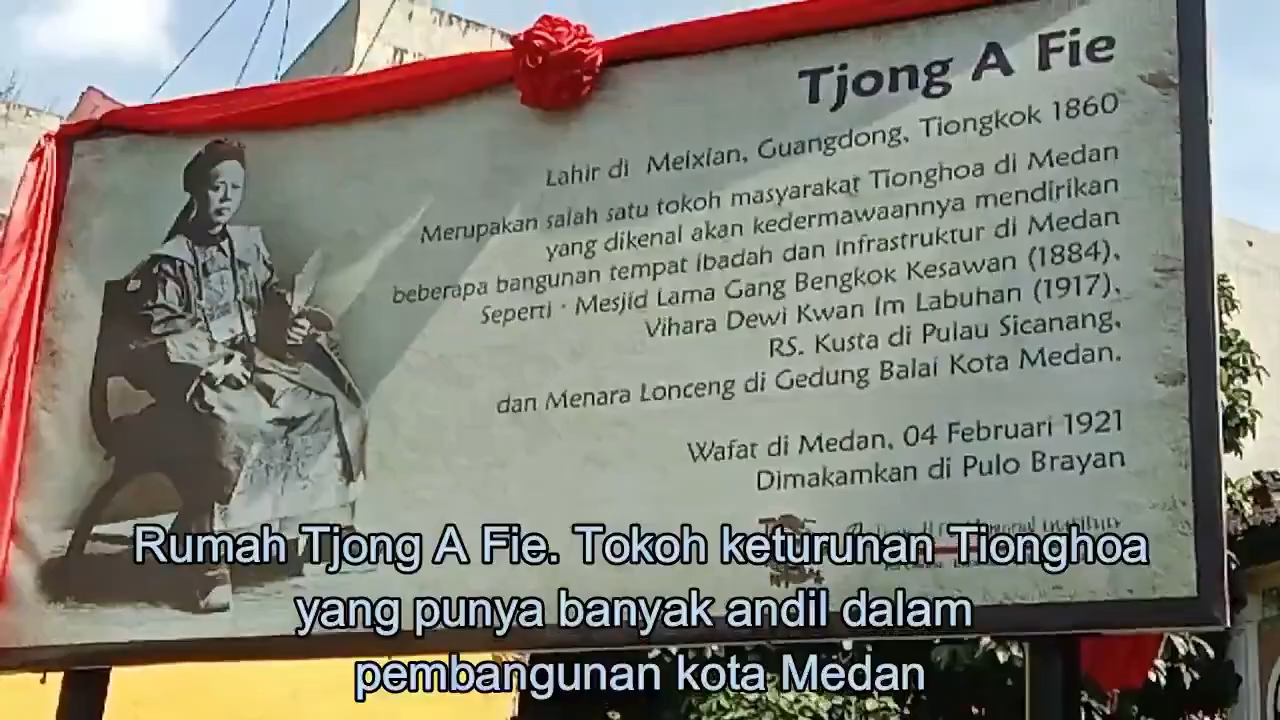 Tjong A Fie
Lahir di Meixian, Guangdong, Tiongkok 1860
Merupakan salah satu tokoh masyarakat Tionghoa di Medan
yang dikenal akan kedermawaannya mendirikan
beberapa bangunan tempat ibadah dan infrastruktur di Medan
Seperti · Mesjid Lama Gang Bengkok Kesawan (1884),
Vihara Dewi Kwan Im Labuhan (1917),
RS. Kusta di Pulau Sicanang,
dan Menara Lonceng di Gedung Balai Kota Medan.
Wafat di Medan, 04 Februari 1921
Dimakamkan di Pulo Brayan
Rumah Tjong A Fie. Tokoh keturunan Tionghoa
yang punya banyak andil dalam
pembangunan kota Medan